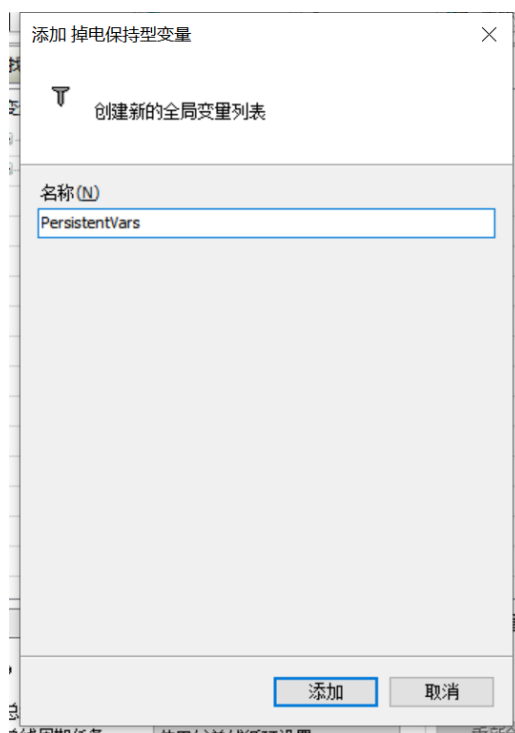 添加 掉电保持型变量
创建新的全局变量列表
名称(N)
PersistentVars
添加
取消